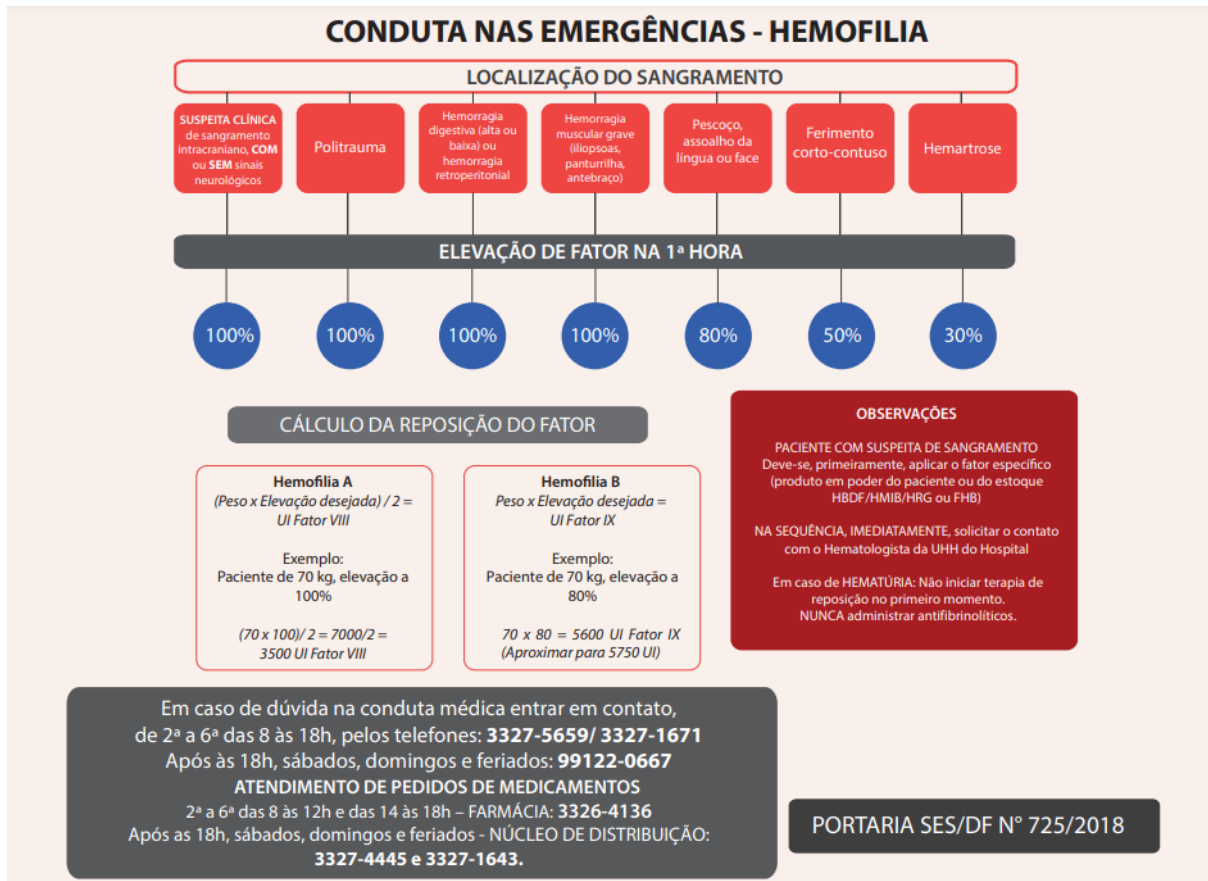 CONDUTA NAS EMERGÊNCIAS - HEMOFILIA
LOCALIZAÇÃO DO SANGRAMENTO
SUSPEITA CLÍNICA
de sangramento
intracraniano, COM
ou SEM sinais
neurológicos
Politrauma
Hemorragia
digestiva (alta ou
baixa) ou
hemorragia
retroperitonial
Hemorragia
muscular grave
(iliopsoas,
panturrilha,
antebraço)
Pescoço,
assoalho da
língua ou face
Ferimento
corto-contuso
Hemartrose
ELEVAÇÃO DE FATOR NA 1ª HORA
100%
100%
100%
100%
80%
50%
30%
CÁLCULO DA REPOSIÇÃO DO FATOR
Hemofilia A
(Peso x Elevação desejada) / 2 =
UI Fator VIII
Exemplo:
Paciente de 70 kg, elevação a
100%
(70 x 100)/ 2 = 7000/2 =
3500 UI Fator VIII
Hemofilia B
Peso x Elevação desejada =
UI Fator IX
Exemplo:
Paciente de 70 kg, elevação a
80%
70 x 80 = 5600 UI Fator IX
(Aproximar para 5750 UI)
OBSERVAÇÕES
PACIENTE COM SUSPEITA DE SANGRAMENTO
Deve-se, primeiramente, aplicar o fator específico
(produto em poder do paciente ou do estoque
HBDF/HMIB/HRG ou FHB)
NA SEQUÊNCIA, IMEDIATAMENTE, solicitar o contato
com o Hematologista da UHH do Hospital
Em caso de HEMATÚRIA: Não iniciar terapia de
reposição no primeiro momento.
NUNCA administrar antifibrinolíticos.
Em caso de dúvida na conduta médica entrar em contato,
de 2ª a 6ª das 8 às 18h, pelos telefones: 3327-5659/ 3327-1671
Após às 18h, sábados, domingos e feriados: 99122-0667
ATENDIMENTO DE PEDIDOS DE MEDICAMENTOS
2ª a 6ª das 8 às 12h e das 14 às 18h – FARMÁCIA: 3326-4136
Após as 18h, sábados, domingos e feriados - NÚCLEO DE DISTRIBUIÇÃO:
3327-4445 e 3327-1643.
PORTARIA SES/DF N° 725/2018